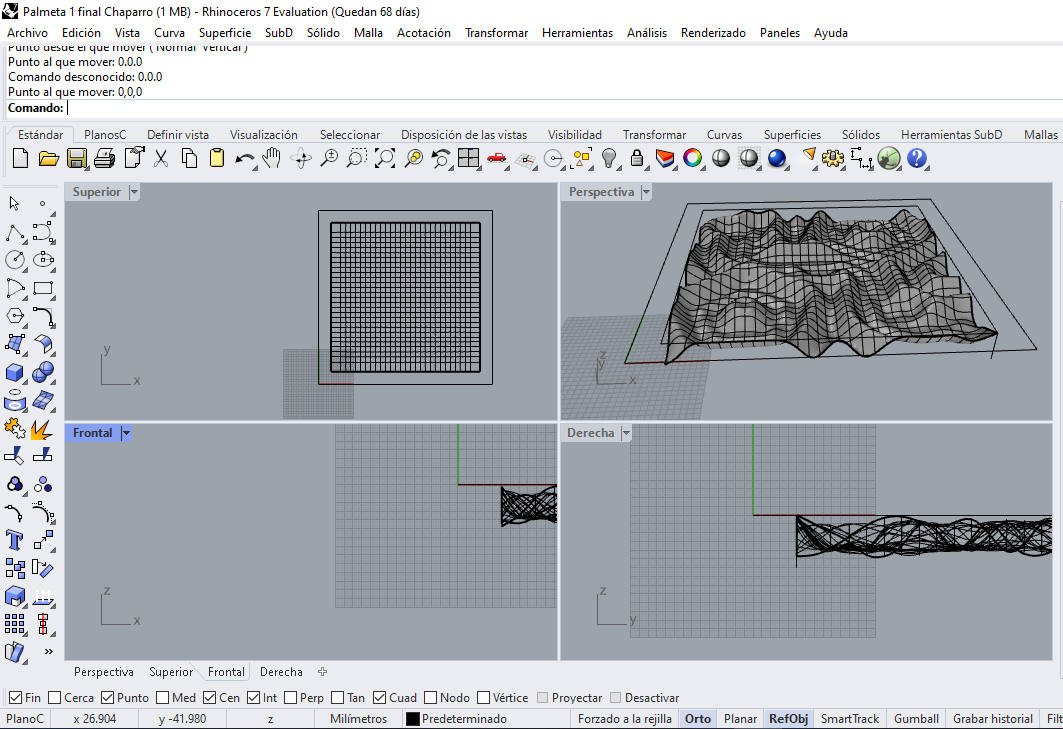 Palmeta 1 final Chaparro (1 MB) - Rhinoceros 7 Evaluation (Quedan 68 días)
Archivo Edición Vista Curva Superficie SubD Sólido Malla Acotación Transformar Herramientas Análisis Renderizado Paneles Ayuda
Punto desde el que mover ( Normal Vertical )
Punto al que mover: 0.0.0
Comando desconocido: 0.0.0
Punto al que mover: 0,0,0
Comando:
Estándar PlanosC Definir vista Visualización Seleccionar Disposición de las vistas Visibilidad Transformar Curvas Superficies Sólidos Herramientas SubD Mallas
Superior
y
x
Perspectiva
z
y
x
Frontal
z
x
Derecha
z
y
Perspectiva Superior Frontal Derecha
Fin Cerca Punto Med Cen Int Perp Tan Cuad Nodo Vértice Proyectar Desactivar
PlanoC x 26.904 y -41.980 z Milímetros Predeterminado Forzado a la rejilla Orto Planar RefObj SmartTrack Gumball Grabar historial Filt